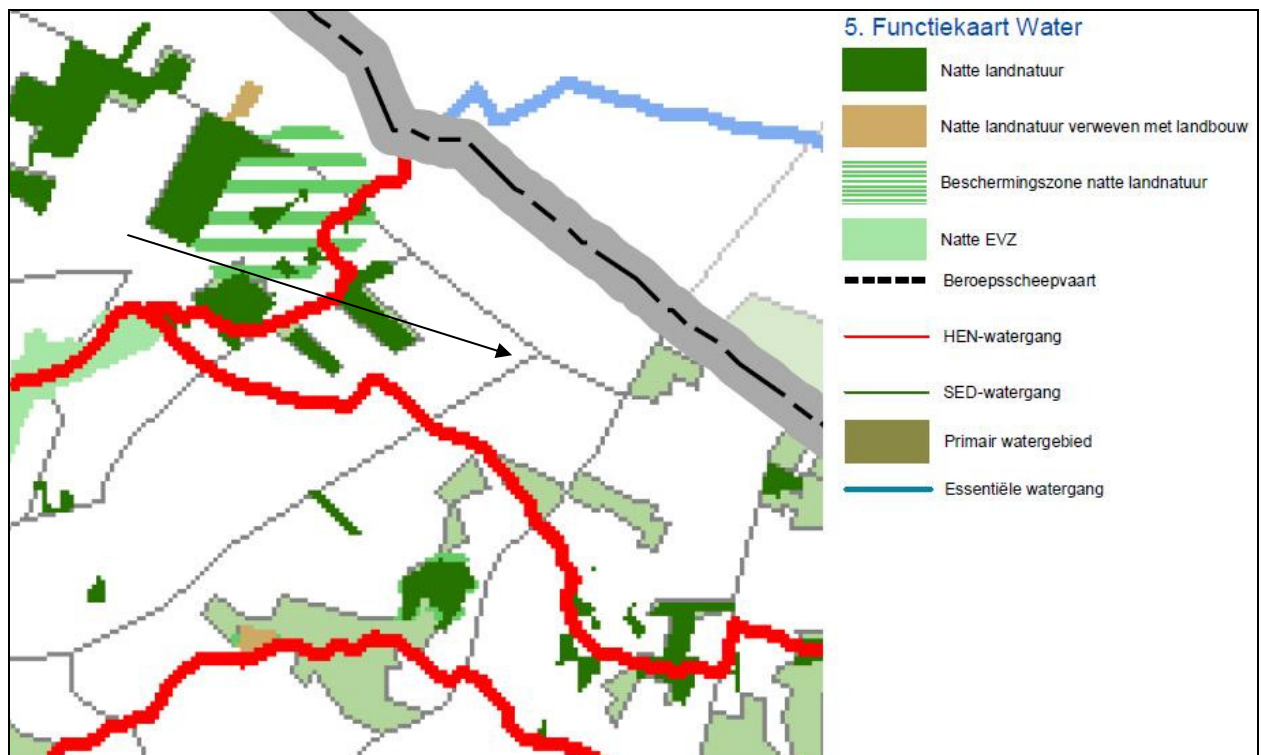 5. Functiekaart Water
Natte landnatuur
Natte landnatuur verweven met landbouw
Beschermingszone natte landnatuur
Natte EVZ
Beroepsscheepvaart
HEN-watergang
SED-watergang
Primair watergebied
Essentiële watergang